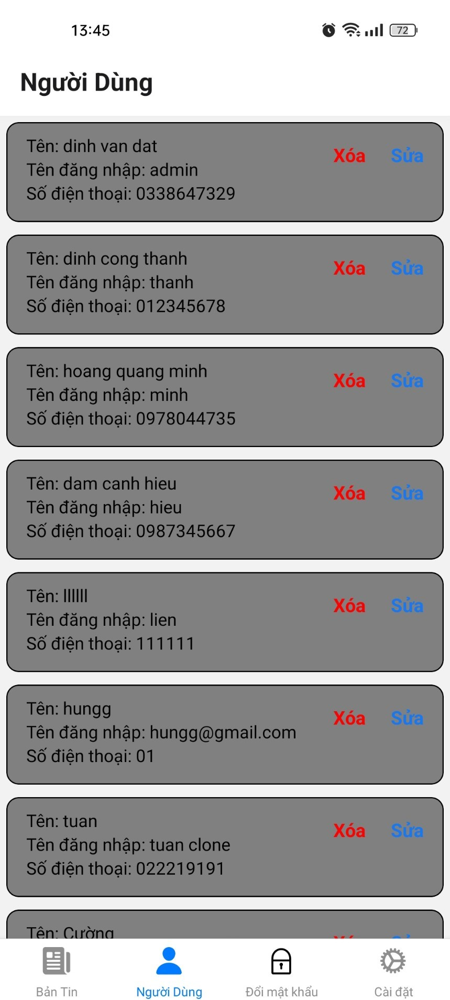 13:45
72
Người Dùng
Tên: dinh van dat
Xóa Sửa
Tên đăng nhập: admin
Số điện thoại: 0338647329
Tên: dinh cong thanh
Xóa Sửa
Tên đăng nhập: thanh
Số điện thoại: 012345678
Tên: hoang quang minh
Xóa Sửa
Tên đăng nhập: minh
Số điện thoại: 0978044735
Tên: dam canh hieu
Xóa Sửa
Tên đăng nhập: hieu
Số điện thoại: 0987345667
Tên: llllll
Xóa Sửa
Tên đăng nhập: lien
Số điện thoại: 111111
Tên: hungg
Xóa Sửa
Tên đăng nhập: hungg@gmail.com
Số điện thoại: 01
Tên: tuan
Xóa Sửa
Tên đăng nhập: tuan clone
Số điện thoại: 022219191
Tên: Cường
Bản Tin
Người Dùng
Đổi mật khẩu
Cài đặt